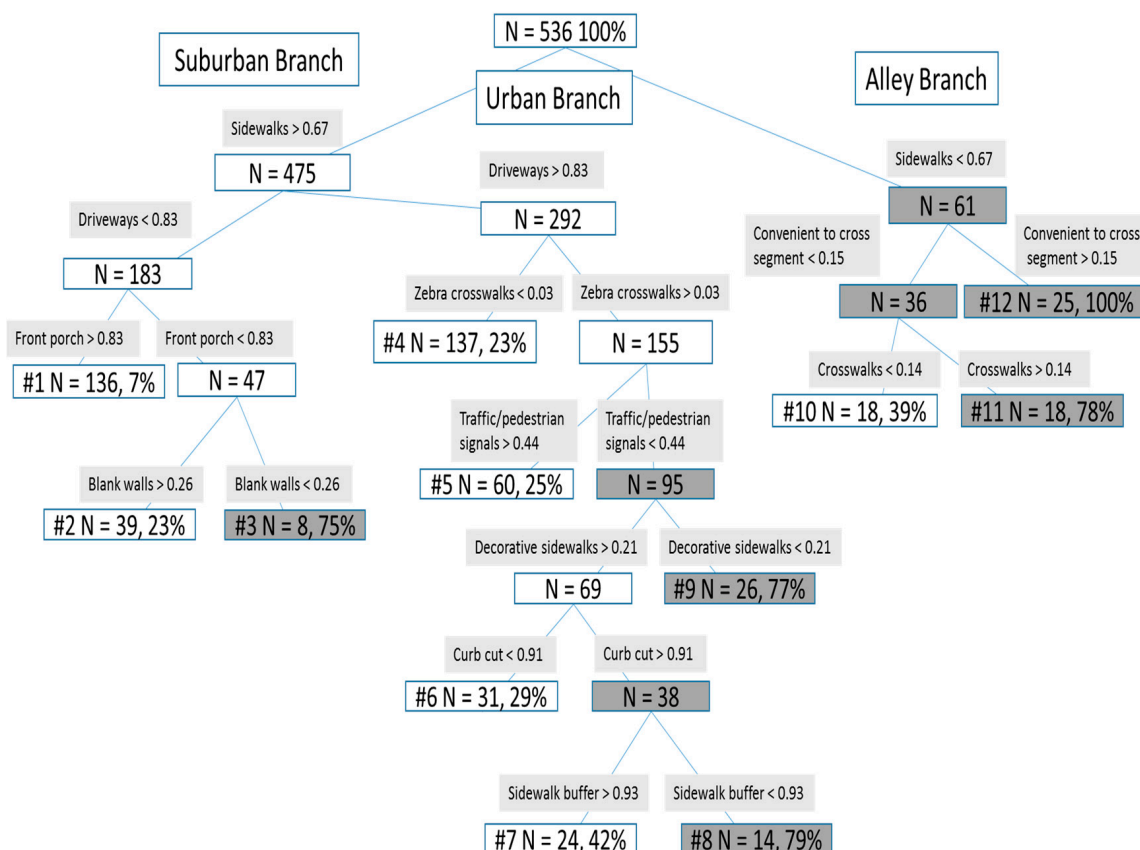 N = 536 100%
Suburban Branch
Urban Branch
Alley Branch
Sidewalks > 0.67
N = 475
Sidewalks < 0.67
N = 61
Driveways < 0.83
N = 183
Driveways > 0.83
N = 292
Convenient to cross
segment < 0.15
N = 36
Convenient to cross
segment > 0.15
#12 N = 25, 100%
Front porch > 0.83
#1 N = 136, 7%
Front porch < 0.83
N = 47
Zebra crosswalks < 0.03
#4 N = 137, 23%
Zebra crosswalks > 0.03
N = 155
Crosswalks < 0.14
#10 N = 18, 39%
Crosswalks > 0.14
#11 N = 18, 78%
Blank walls > 0.26
#2 N = 39, 23%
Blank walls < 0.26
#3 N = 8, 75%
Traffic/pedestrian
signals > 0.44
#5 N = 60, 25%
Traffic/pedestrian
signals < 0.44
N = 95
Decorative sidewalks > 0.21
N = 69
Decorative sidewalks < 0.21
#9 N = 26, 77%
Curb cut < 0.91
#6 N = 31, 29%
Curb cut > 0.91
N = 38
Sidewalk buffer > 0.93
#7 N = 24, 42%
Sidewalk buffer < 0.93
#8 N = 14, 79%